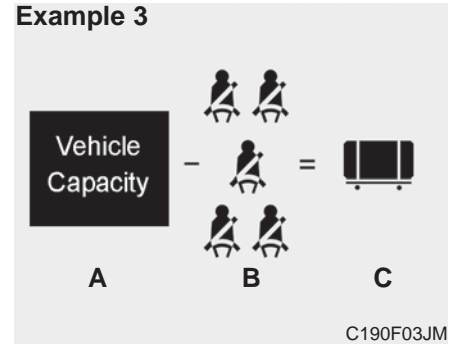 Example 3
Vehicle
Capacity
-
=
A
B
C
C190F03JM